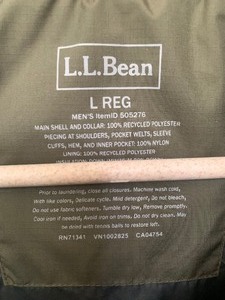 L.L.Bean
L REG
MEN'S ItemID 505276
MAIN SHELL AND COLLAR: 100% RECYCLED POLYESTER
PIECING AT SHOULDERS, POCKET WELTS, SLEEVE
CUFFS, HEM, AND INNER POCKET: 100% NYLON
LINING: 100% RECYCLED POLYESTER
Prior to laundering, close all closures. Machine wash cold,
With like colors, Delicate cycle. Mild detergent. Do not bleach,
Do not use fabric softeners. Tumble dry low, Remove promptly.
Cool iron if needed. Avoid iron on trims. Do not dry clean. May
be dried with tennis balls to restore loft.
RN71341 VN1002825 CA04754